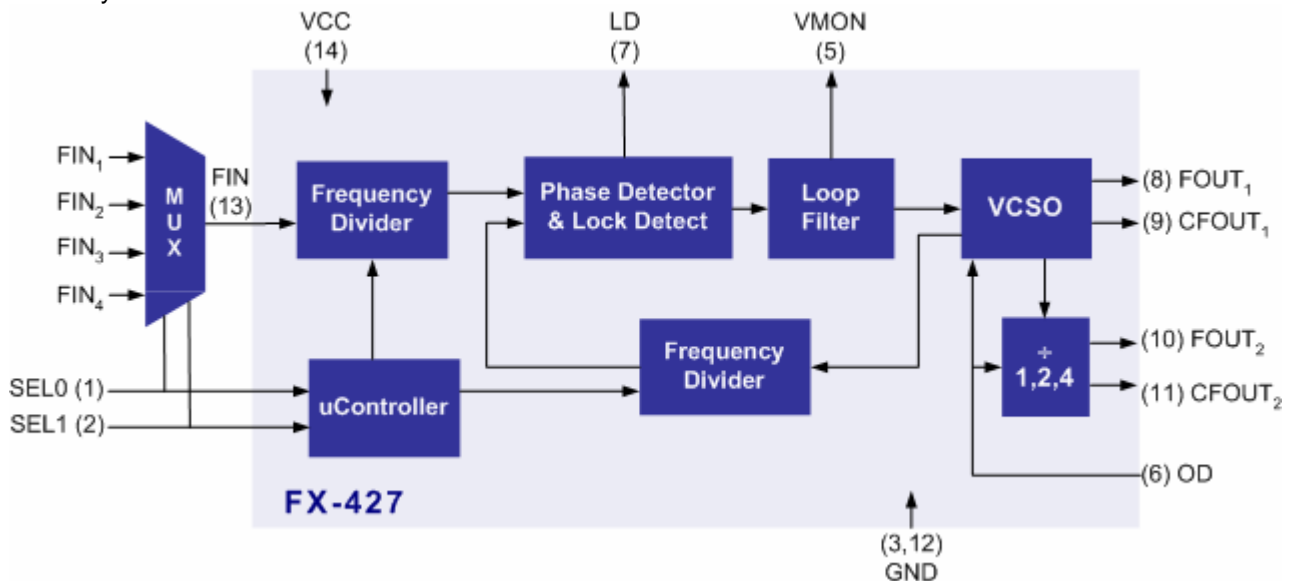 VCC
(14)
LD
(7)
VMON
(5)
FIN1
FIN2
FIN3
FIN4
MUX
FIN
(13)
Frequency
Divider
Phase Detector
& Lock Detect
Loop
Filter
VCSO
(8) FOUT1
(9) CFOUT1
SEL0 (1)
SEL1 (2)
uController
Frequency
Divider
÷
1,2,4
(10) FOUT2
(11) CFOUT2
(6) OD
FX-427
(3,12)
GND